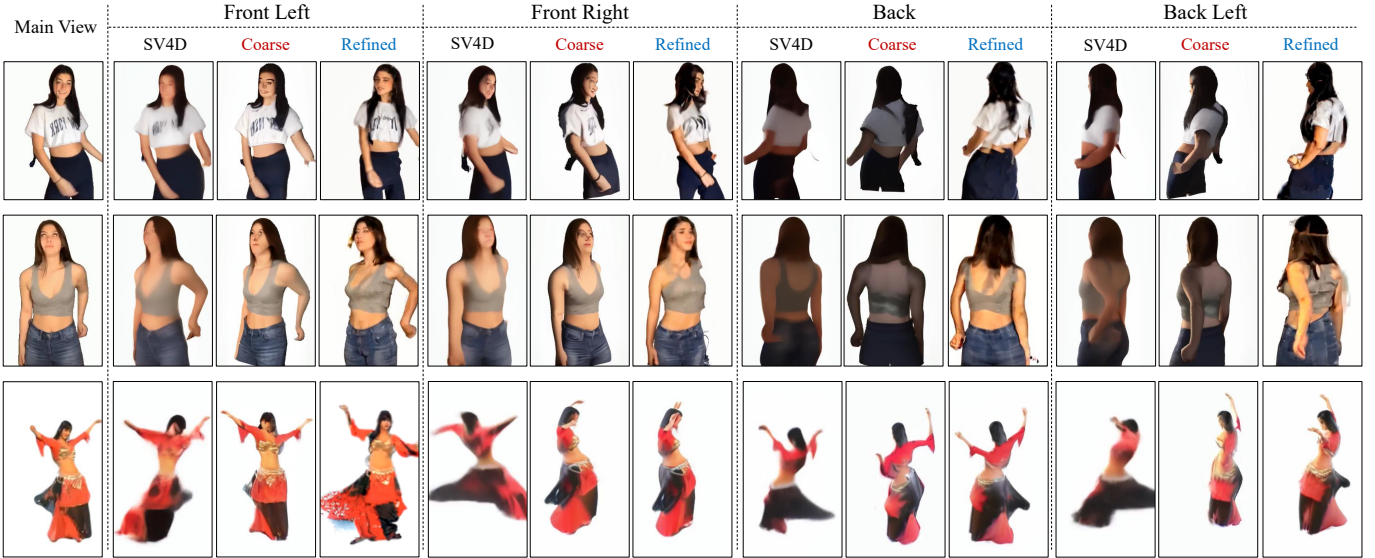 Main View
Front Left
Front Right
Back
Back Left
SV4D Coarse Refined SV4D Coarse Refined SV4D Coarse Refined SV4D Coarse Refined